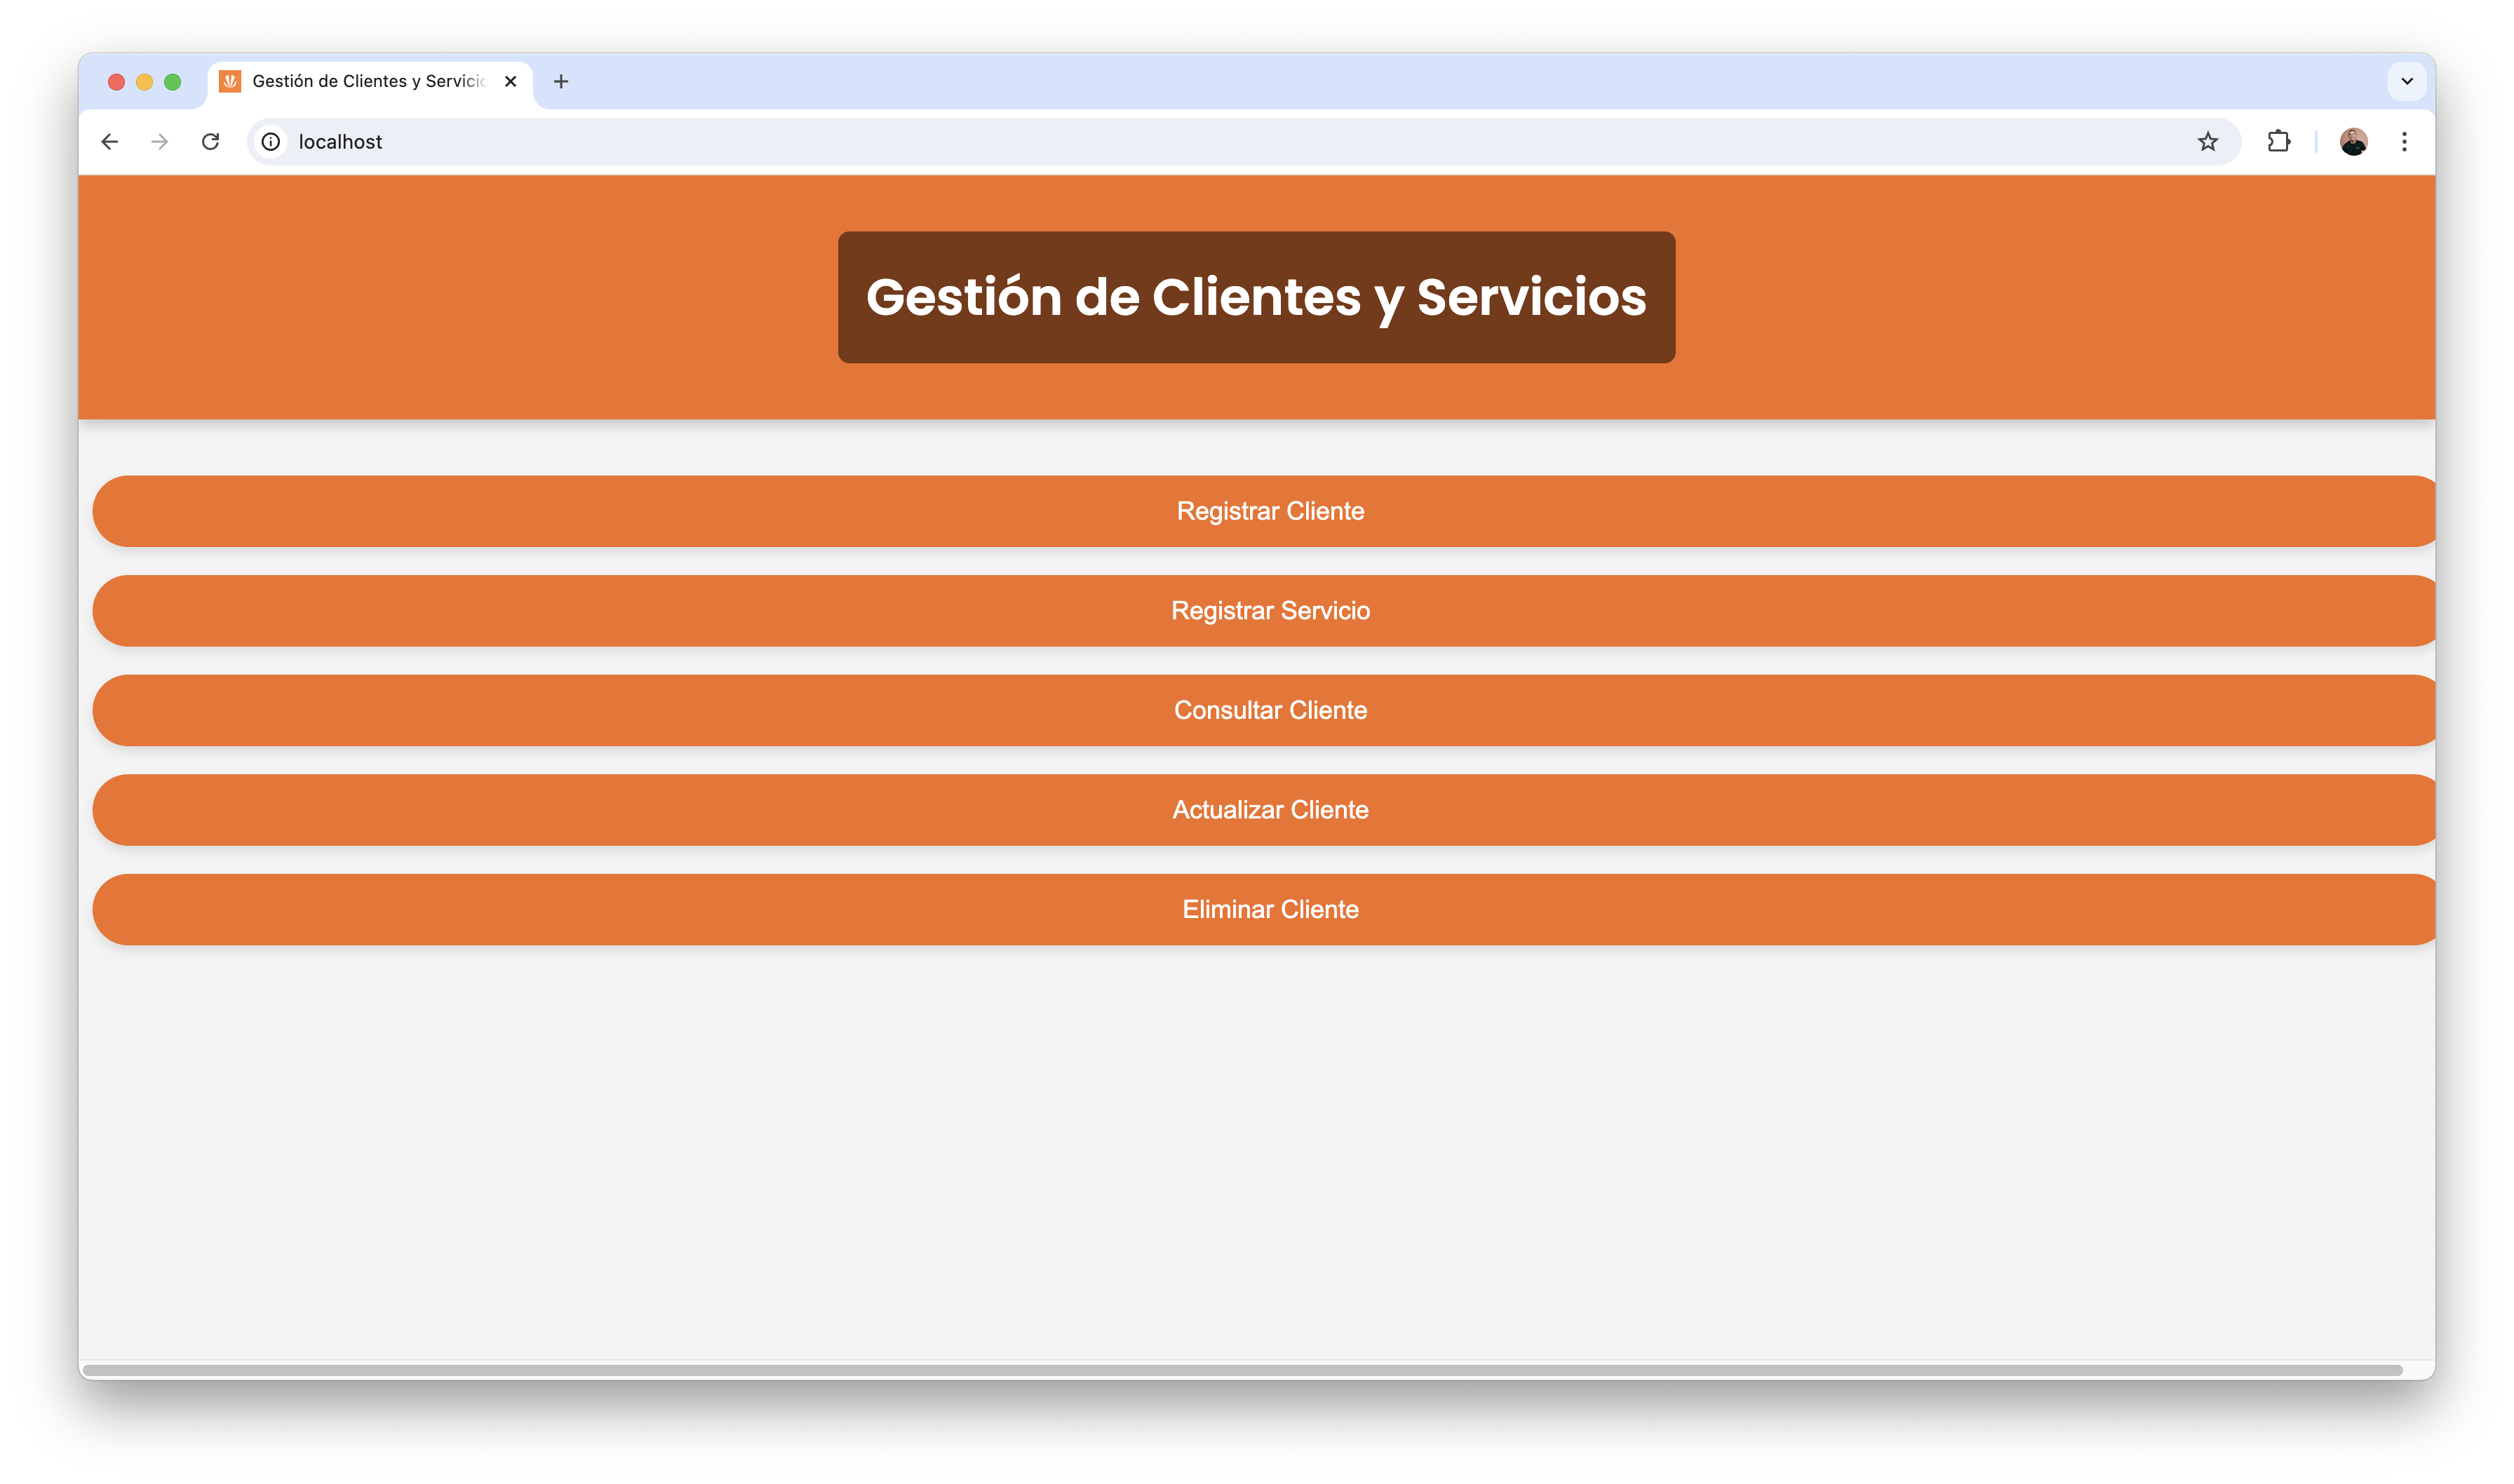 Gestión de Clientes y Servicio
localhost
Gestión de Clientes y Servicios
Registrar Cliente
Registrar Servicio
Consultar Cliente
Actualizar Cliente
Eliminar Cliente